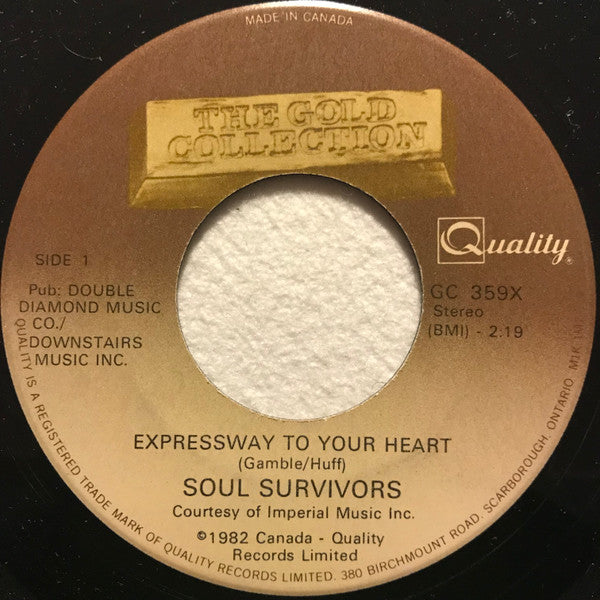 MADE IN CANADA
THE GOLD
COLLECTION
Quality®
SIDE 1
Pub: DOUBLE
DIAMOND MUSIC
CO./
DOWNSTAIRS
MUSIC INC.
GC 359X
Stereo
(BMI) - 2:19
EXPRESSWAY TO YOUR HEART
(Gamble/Huff)
SOUL SURVIVORS
Courtesy of Imperial Music Inc.
©1982 Canada - Quality
Records Limited
QUALITY IS A REGISTERED TRADE MARK OF QUALITY RECORDS LIMITED. 380 BIRCHMOUNT ROAD, SCARBOROUGH, ONTARIO M1K